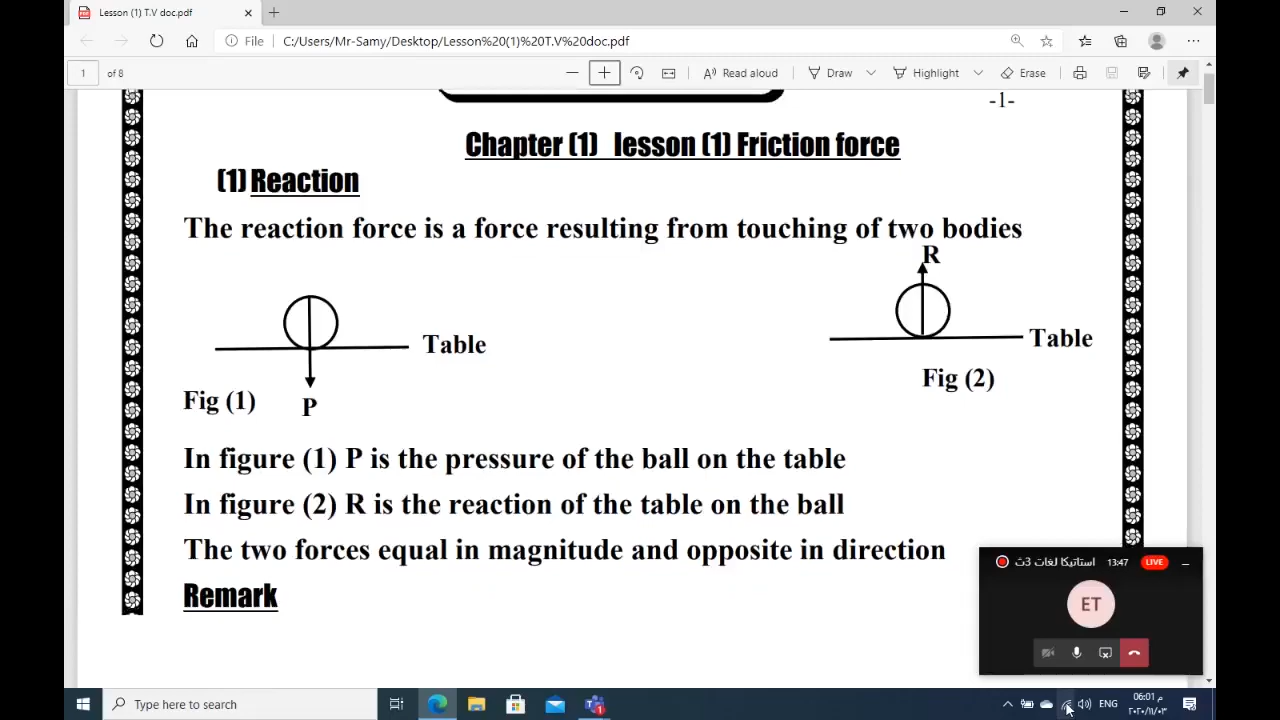 Lesson (1) T.V doc.pdf
File C:/Users/Mr-Samy/Desktop/Lesson%20(1)%20T.V%20doc.pdf
1 of 8 Read aloud Draw Highlight Erase
-1-
Chapter (1) lesson (1) Friction force
(1) Reaction
The reaction force is a force resulting from touching of two bodies
R
Table
Table
Fig (2)
Fig (1)
P
In figure (1) P is the pressure of the ball on the table
In figure (2) R is the reaction of the table on the ball
The two forces equal in magnitude and opposite in direction
Remark
استاتيكا لغات 3ث 13:47 LIVE
ET
Type here to search
ENG
06:01 م
٢٠٢٠/١١/٠٣